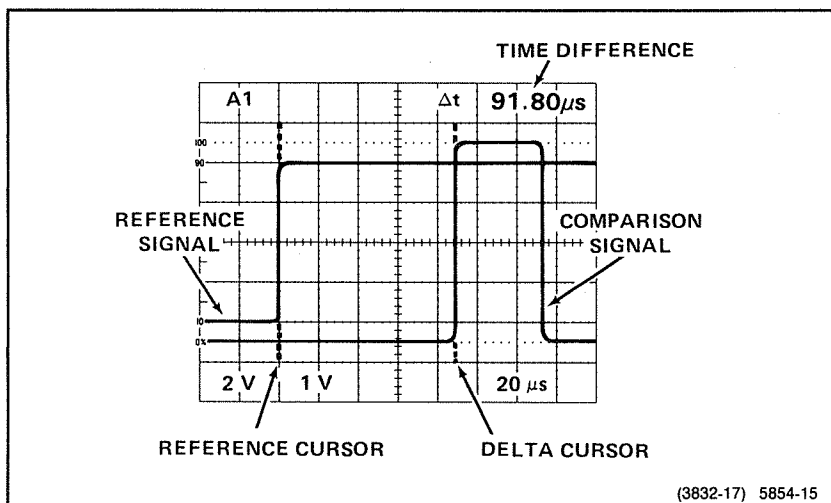 TIME DIFFERENCE
A1 Δt 91.80μs
100
90
REFERENCE
SIGNAL
COMPARISON
SIGNAL
10
0%
2 V 1 V 20 μs
REFERENCE CURSOR
DELTA CURSOR
(3832-17) 5854-15